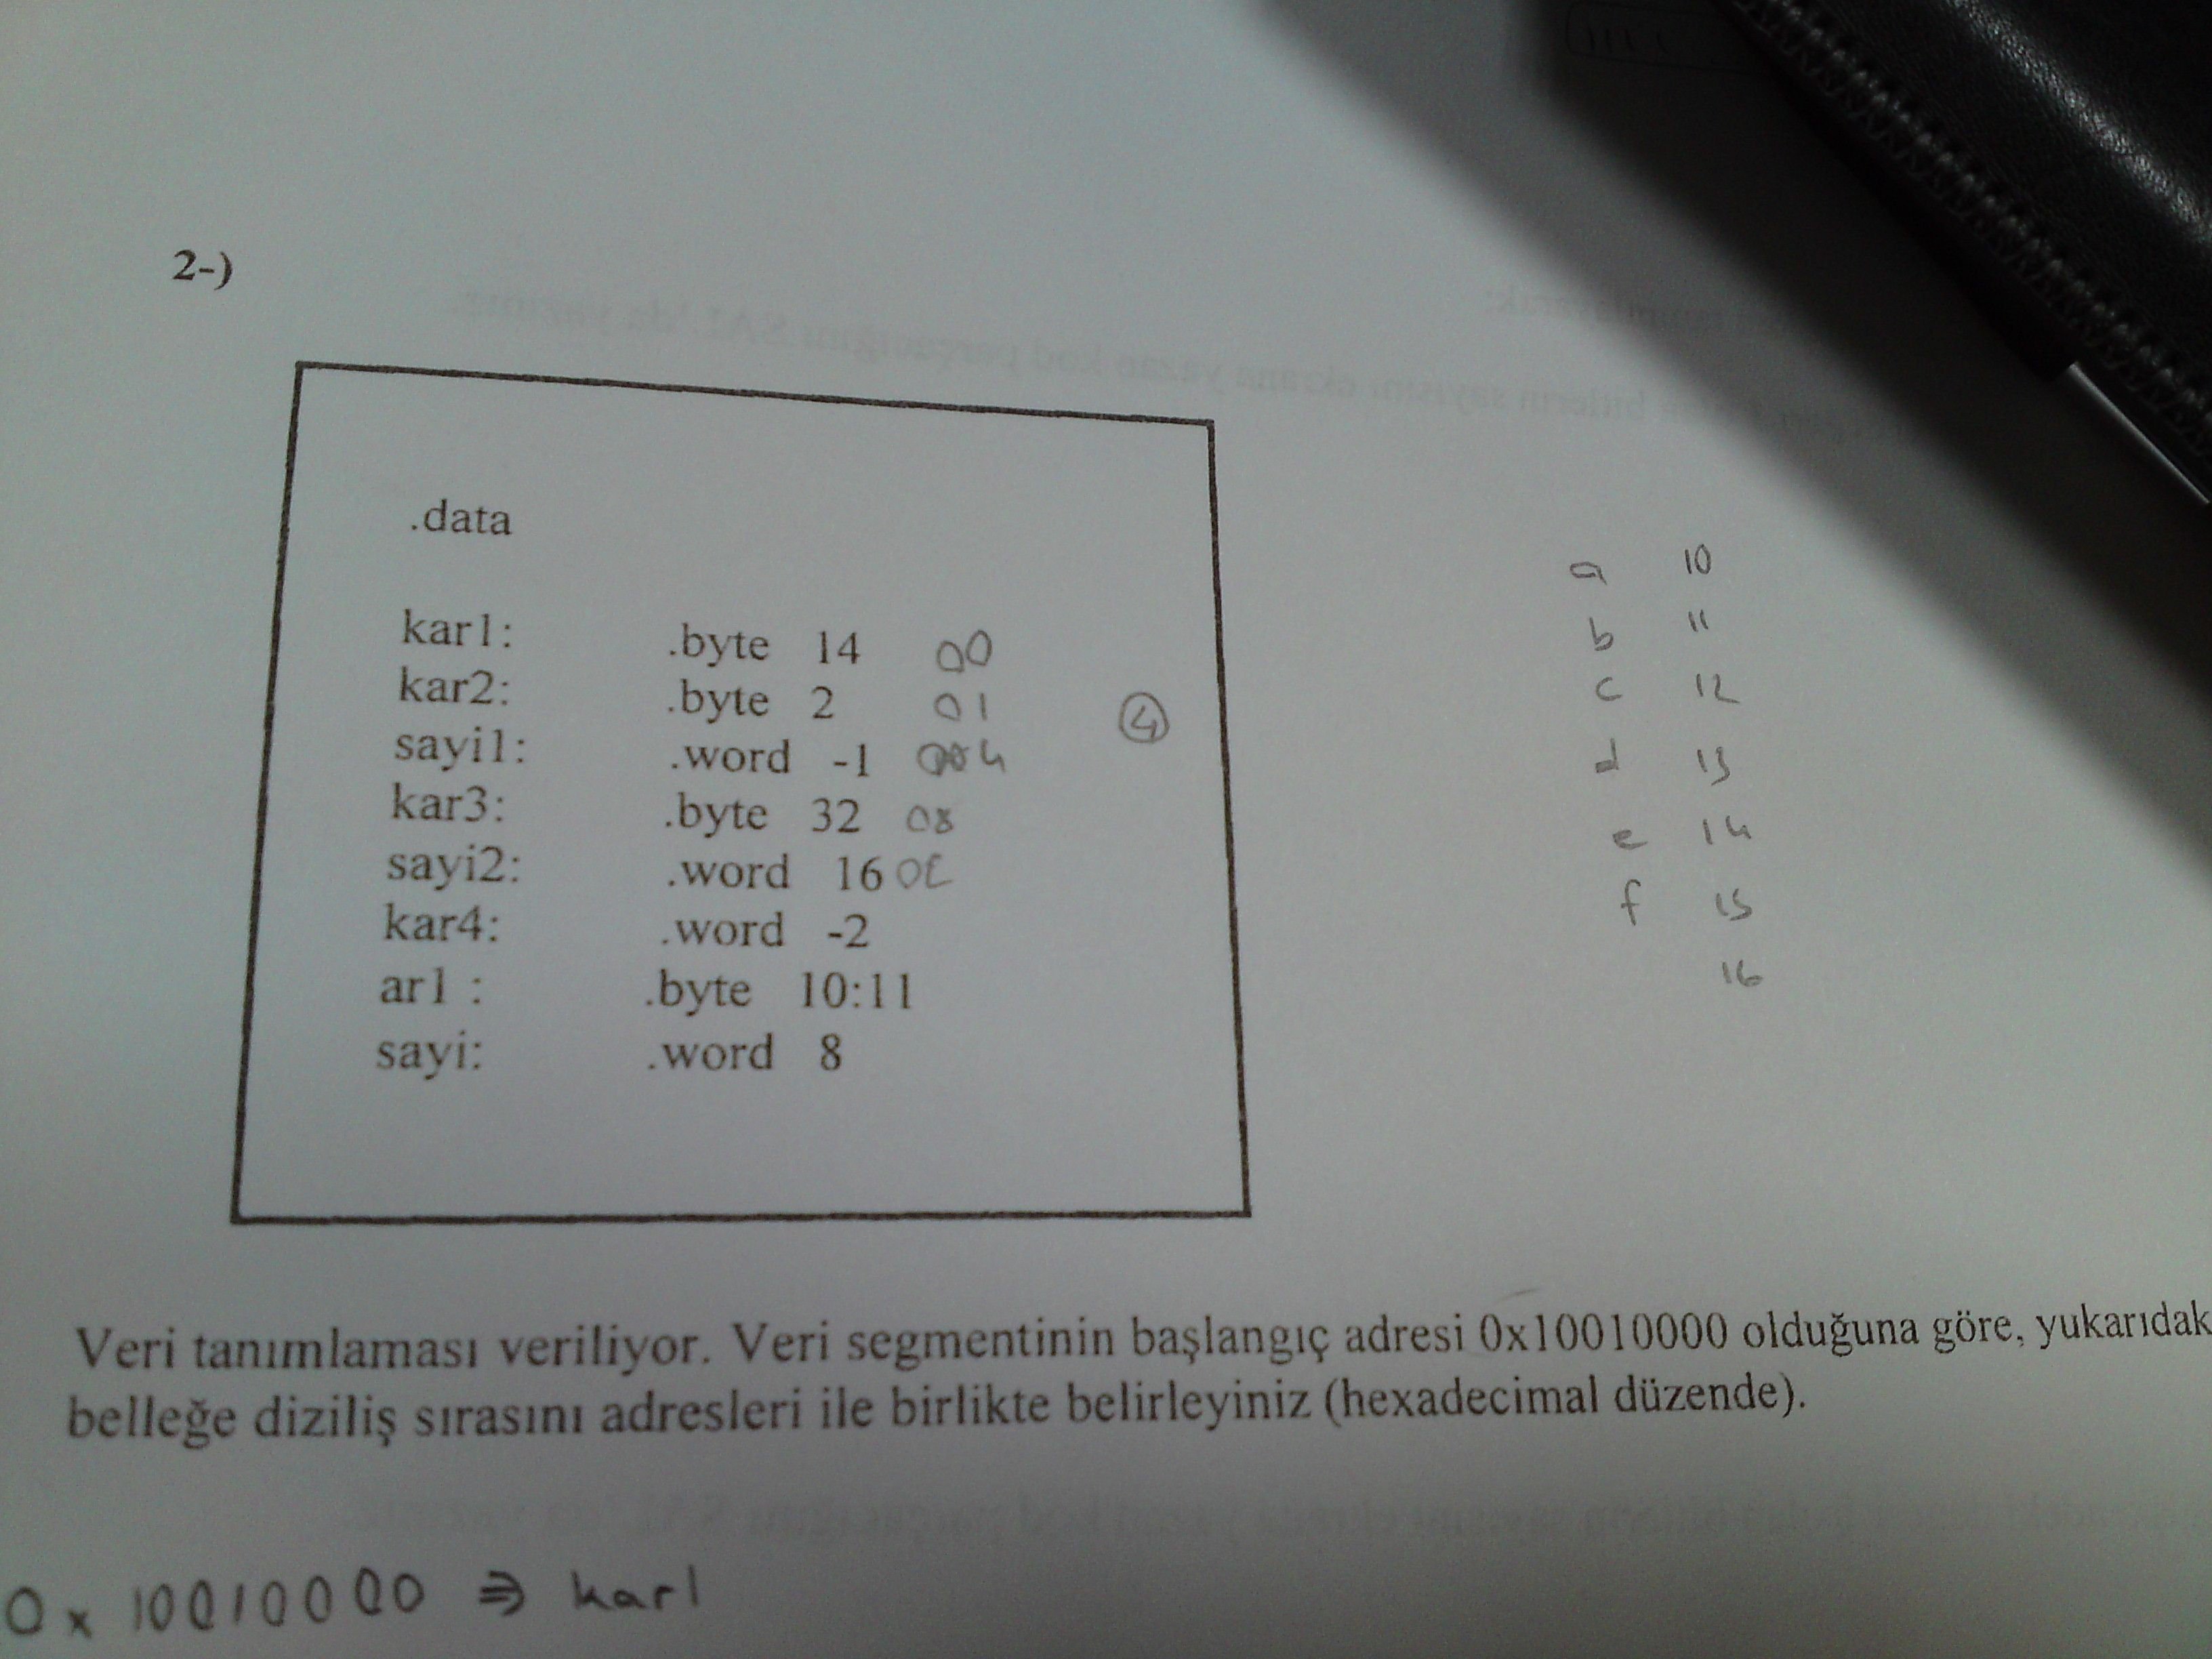 2-)
.data
kar1: .byte 14 00
kar2: .byte 2 01
sayi1: .word -1 004
kar3: .byte 32 08
sayi2: .word 16 0C
kar4: .word -2
ar1 : .byte 10:11
sayi: .word 8
4
a 10
b 11
c 12
d 13
e 14
f 15
16
Veri tanımlaması veriliyor. Veri segmentinin başlangıç adresi 0x10010000 olduğuna göre, yukarıdak
belleğe diziliş sırasını adresleri ile birlikte belirleyiniz (hexadecimal düzende).
0x10010000 ⇒ kar1